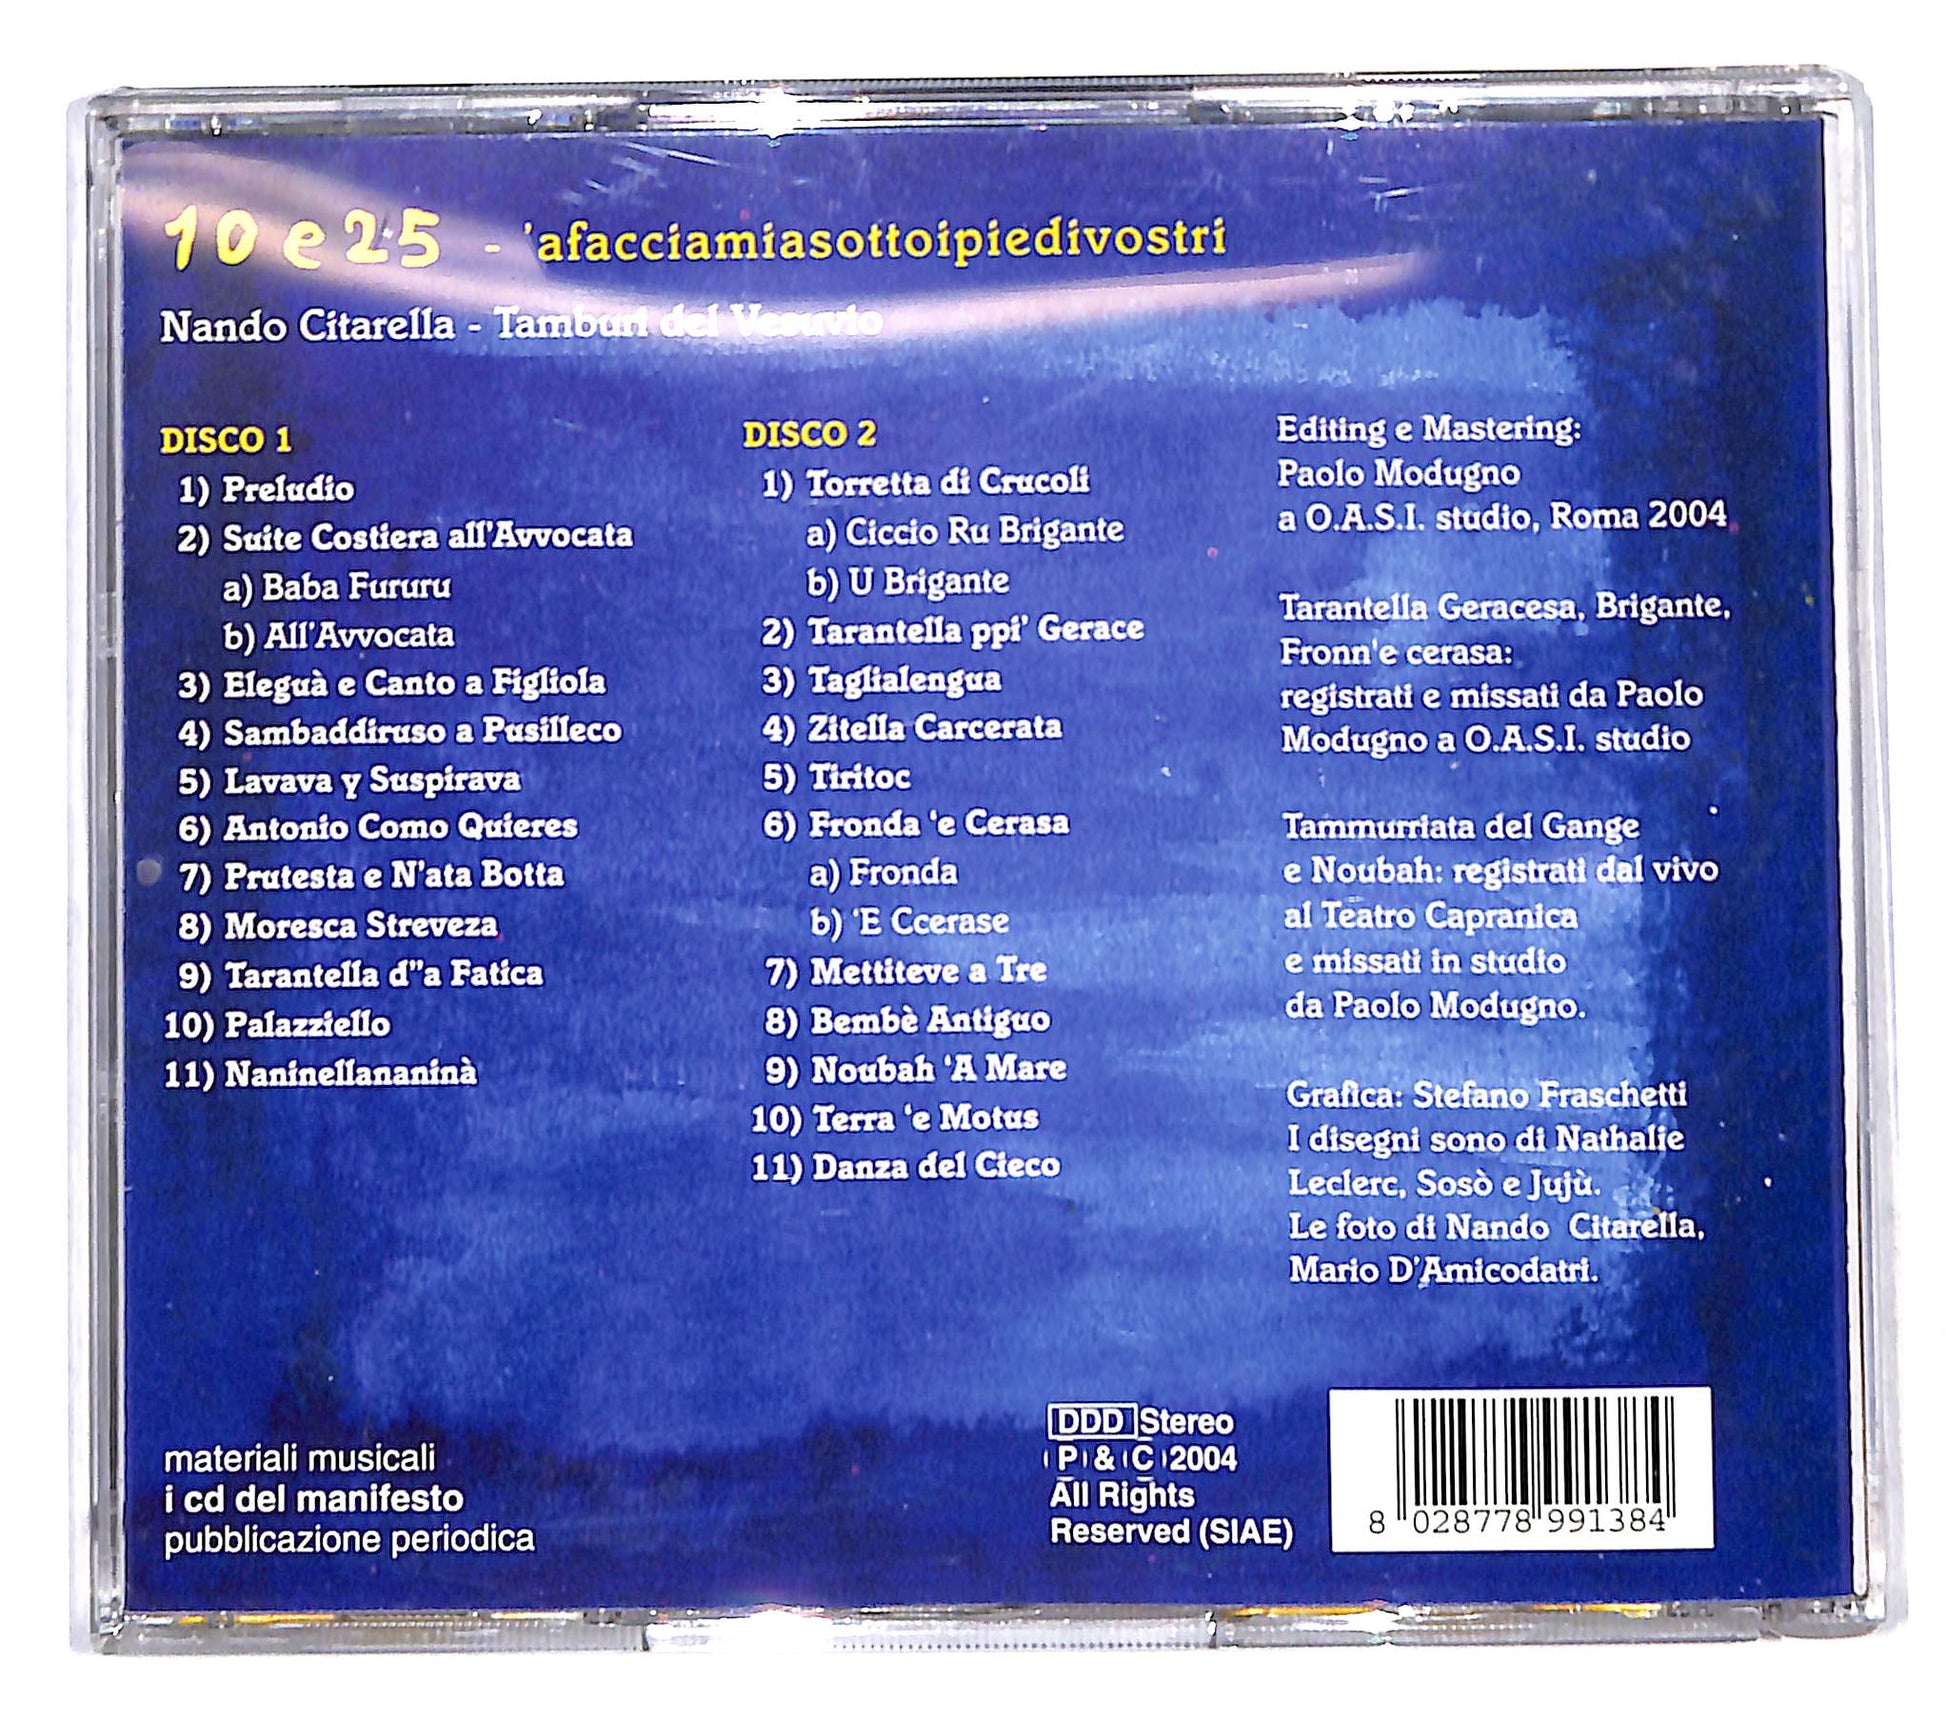 10 e 25 - 'afacciamiasottoipiedivostri
Nando Citarella - Tamburi del Vesuvio
DISCO 1
1) Preludio
2) Suite Costiera all'Avvocata
a) Baba Fururu
b) All'Avvocata
3) Eleguà e Canto a Figliola
4) Sambaddiruso a Pusilleco
5) Lavava y Suspirava
6) Antonio Como Quieres
7) Prutesta e N'ata Botta
8) Moresca Streveza
9) Tarantella d''a Fatica
10) Palazziello
11) Naninellananinà
DISCO 2
1) Torretta di Crucoli
a) Ciccio Ru Brigante
b) U Brigante
2) Tarantella ppi' Gerace
3) Taglialengua
4) Zitella Carcerata
5) Tiritoc
6) Fronda 'e Cerasa
a) Fronda
b) 'E Ccerase
7) Mettiteve a Tre
8) Bembè Antiguo
9) Noubah 'A Mare
10) Terra 'e Motus
11) Danza del Cieco
Editing e Mastering:
Paolo Modugno
a O.A.S.I. studio, Roma 2004
Tarantella Geracesa, Brigante,
Fronn'e cerasa:
registrati e missati da Paolo
Modugno a O.A.S.I. studio
Tammurriata del Gange
e Noubah: registrati dal vivo
al Teatro Capranica
e missati in studio
da Paolo Modugno.
Grafica: Stefano Fraschetti
I disegni sono di Nathalie
Leclerc, Sosò e Jujù.
Le foto di Nando Citarella,
Mario D'Amicodatri.
materiali musicali
i cd del manifesto
pubblicazione periodica
DDD Stereo
P & C 2004
All Rights
Reserved (SIAE)
8 028778 991384